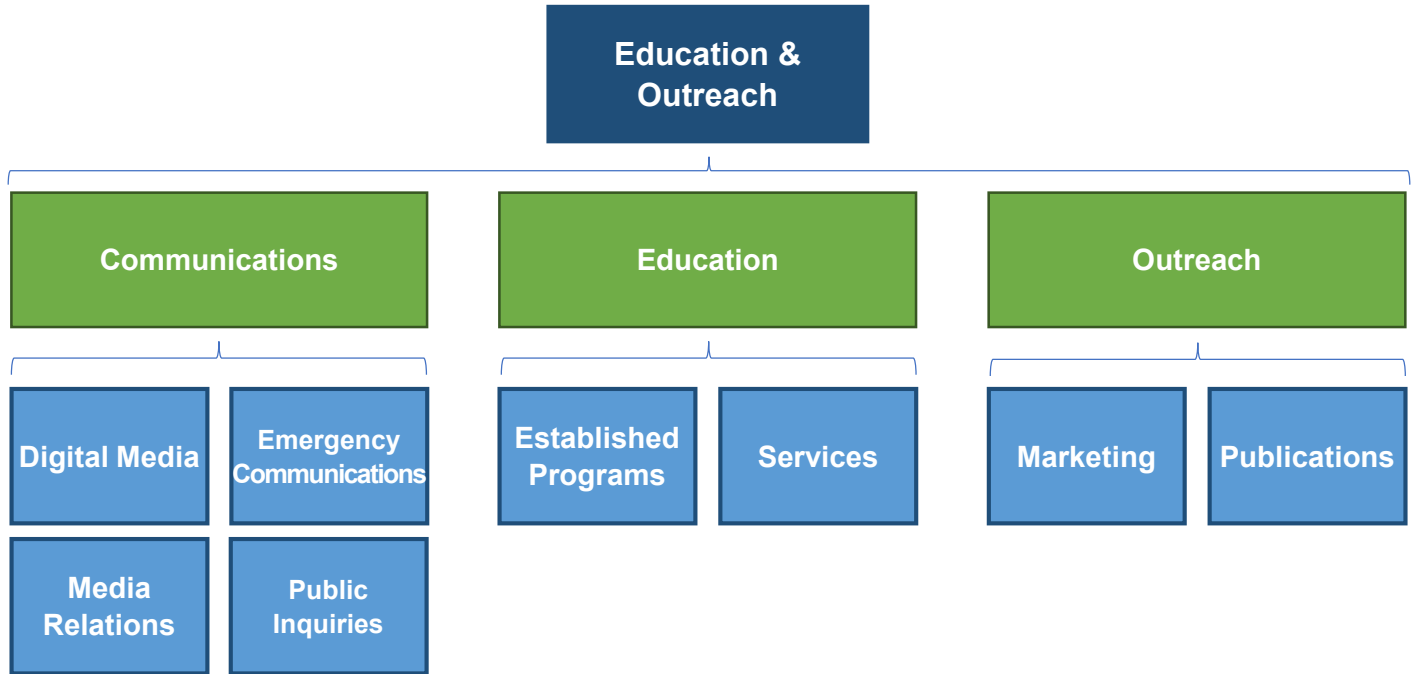 Education &
Outreach
Communications
Education
Outreach
Digital Media
Emergency
Communications
Established
Programs
Services
Marketing
Publications
Media
Relations
Public
Inquiries